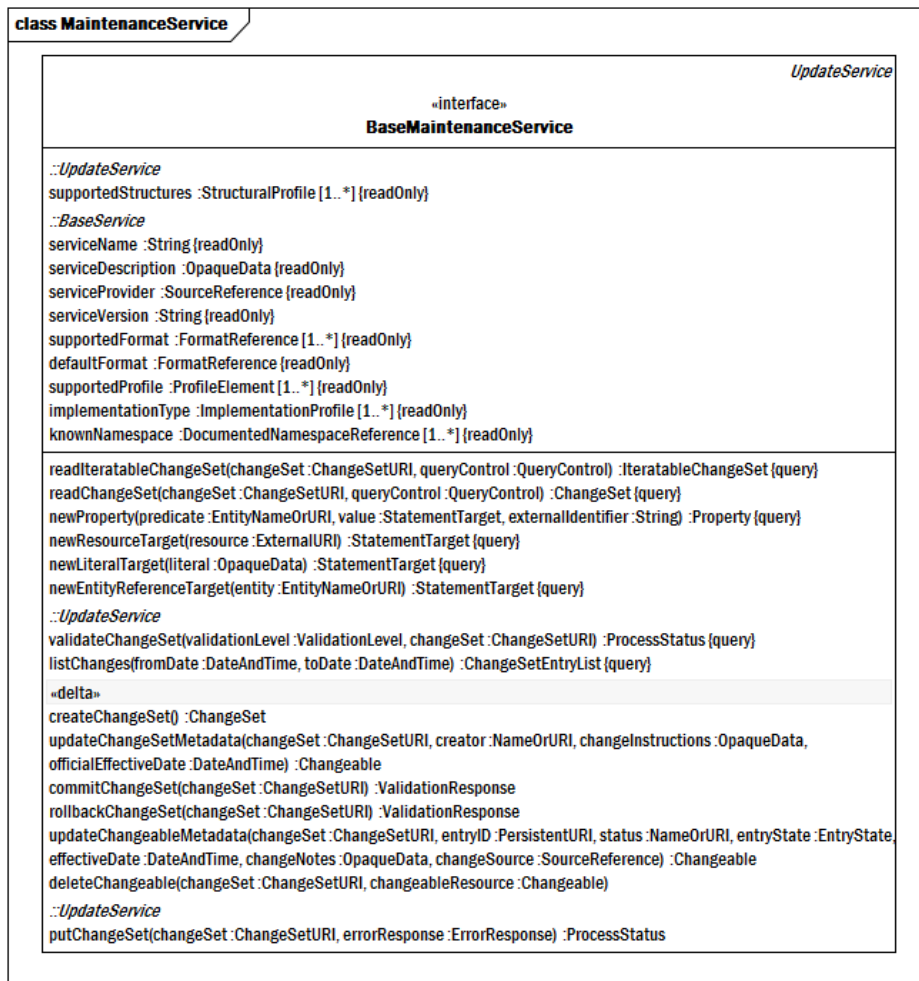 class MaintenanceService
UpdateService
«interface»
BaseMaintenanceService
::UpdateService
supportedStructures :StructuralProfile [1..*] {readOnly}
::BaseService
serviceName :String {readOnly}
serviceDescription :OpaqueData {readOnly}
serviceProvider :SourceReference {readOnly}
serviceVersion :String {readOnly}
supportedFormat :FormatReference [1..*] {readOnly}
defaultFormat :FormatReference {readOnly}
supportedProfile :ProfileElement [1..*] {readOnly}
implementationType :ImplementationProfile [1..*] {readOnly}
knownNamespace :DocumentedNamespaceReference [1..*] {readOnly}
readIteratableChangeSet(changeSet :ChangeSetURI, queryControl :QueryControl) :IteratableChangeSet {query}
readChangeSet(changeSet :ChangeSetURI, queryControl :QueryControl) :ChangeSet {query}
newProperty(predicate :EntityNameOrURI, value :StatementTarget, externalIdentifier :String) :Property {query}
newResourceTarget(resource :ExternalURI) :StatementTarget {query}
newLiteralTarget(literal :OpaqueData) :StatementTarget {query}
newEntityReferenceTarget(entity :EntityNameOrURI) :StatementTarget {query}
::UpdateService
validateChangeSet(validationLevel :ValidationLevel, changeSet :ChangeSetURI) :ProcessStatus {query}
listChanges(fromDate :DateAndTime, toDate :DateAndTime) :ChangeSetEntryList {query}
«delta»
createChangeSet() :ChangeSet
updateChangeSetMetadata(changeSet :ChangeSetURI, creator :NameOrURI, changeInstructions :OpaqueData,
officialEffectiveDate :DateAndTime) :Changeable
commitChangeSet(changeSet :ChangeSetURI) :ValidationResponse
rollbackChangeSet(changeSet :ChangeSetURI) :ValidationResponse
updateChangeableMetadata(changeSet :ChangeSetURI, entryID :PersistentURI, status :NameOrURI, entryState :EntryState,
effectiveDate :DateAndTime, changeNotes :OpaqueData, changeSource :SourceReference) :Changeable
deleteChangeable(changeSet :ChangeSetURI, changeableResource :Changeable)
::UpdateService
putChangeSet(changeSet :ChangeSetURI, errorResponse :ErrorResponse) :ProcessStatus